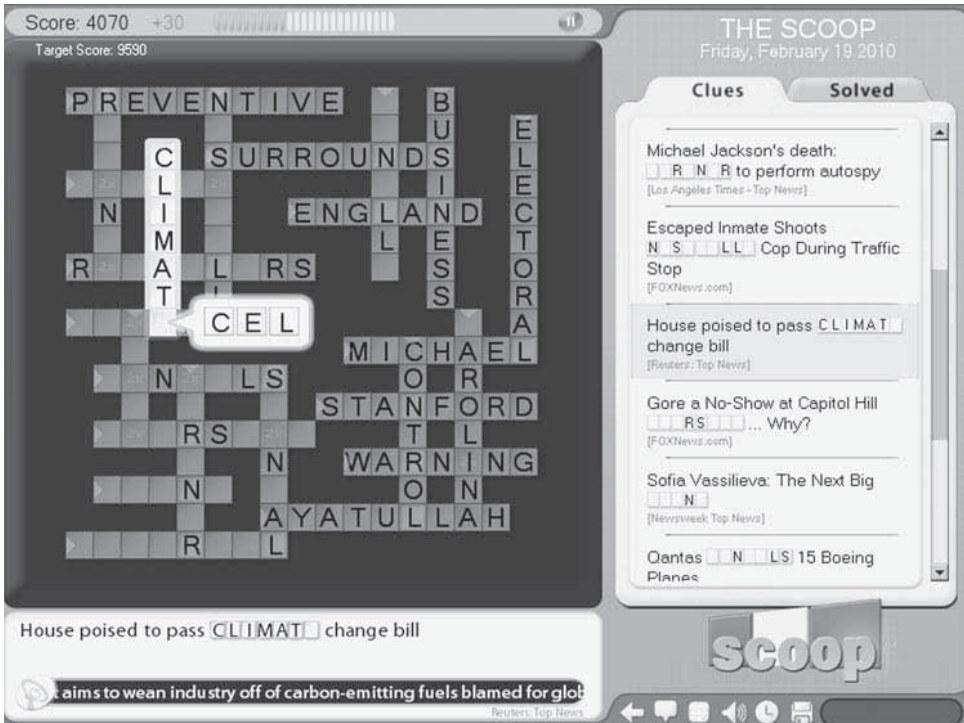 Score: 4070 +30
Target Score: 9590
PREVENTIVE
BUSINESS
ELECTORAL
CLIMAT
SURROUNDS
N
ENGLAND
L
R A L RS
L
CEL
MICHAEL
CONTROL
ARLINA
N LS
STANFORD
RS
N
WARNING
N
AYATULLAH
R L
THE SCOOP
Friday, February 19 2010
Clues
Solved
Michael Jackson's death:
R N R to perform autospy
[Los Angeles Times - Top News]
Escaped Inmate Shoots
N S LL Cop During Traffic
Stop
[FOXNews.com]
House poised to pass CLIMAT
change bill
[Reuters: Top News]
Gore a No-Show at Capitol Hill
RS ... Why?
[FOXNews.com]
Sofia Vassilieva: The Next Big
N
[Newsweek Top News]
Qantas N LS 15 Boeing
Planes
scoop
House poised to pass CLIMAT change bill
t aims to wean industry off of carbon-emitting fuels blamed for glob
Reuters: Top News